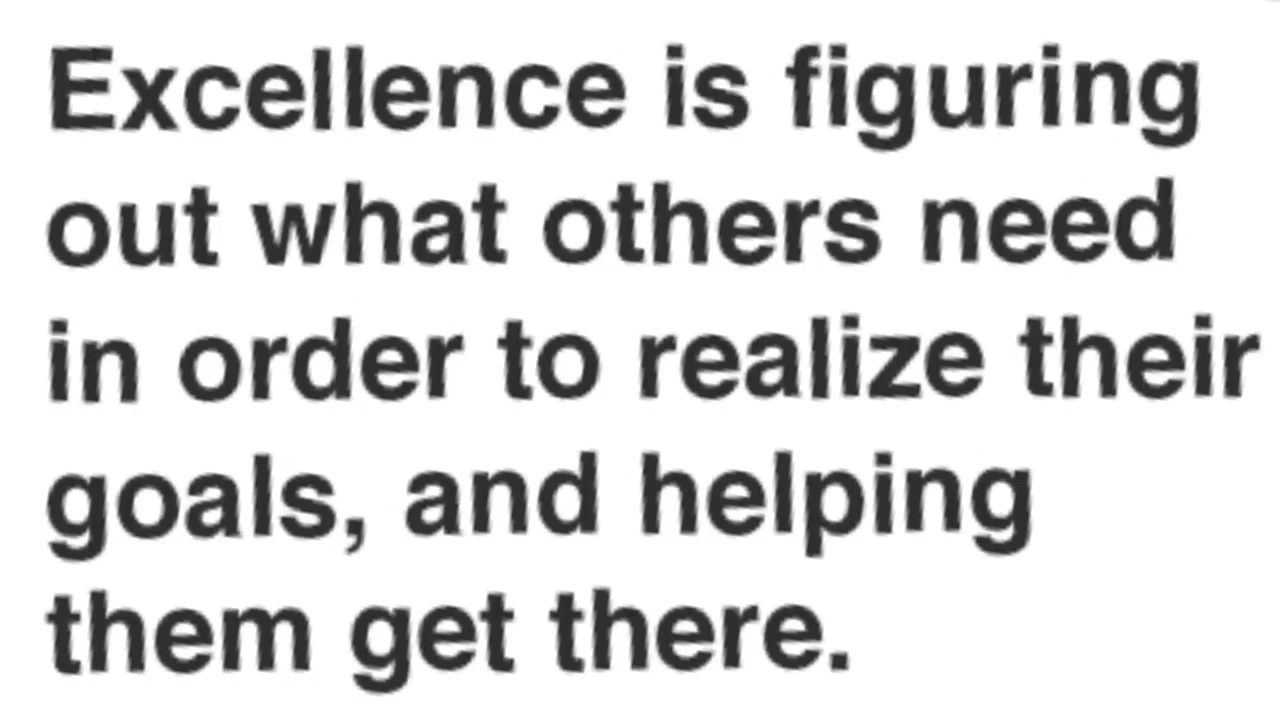 Excellence is figuring
out what others need
in order to realize their
goals, and helping
them get there.